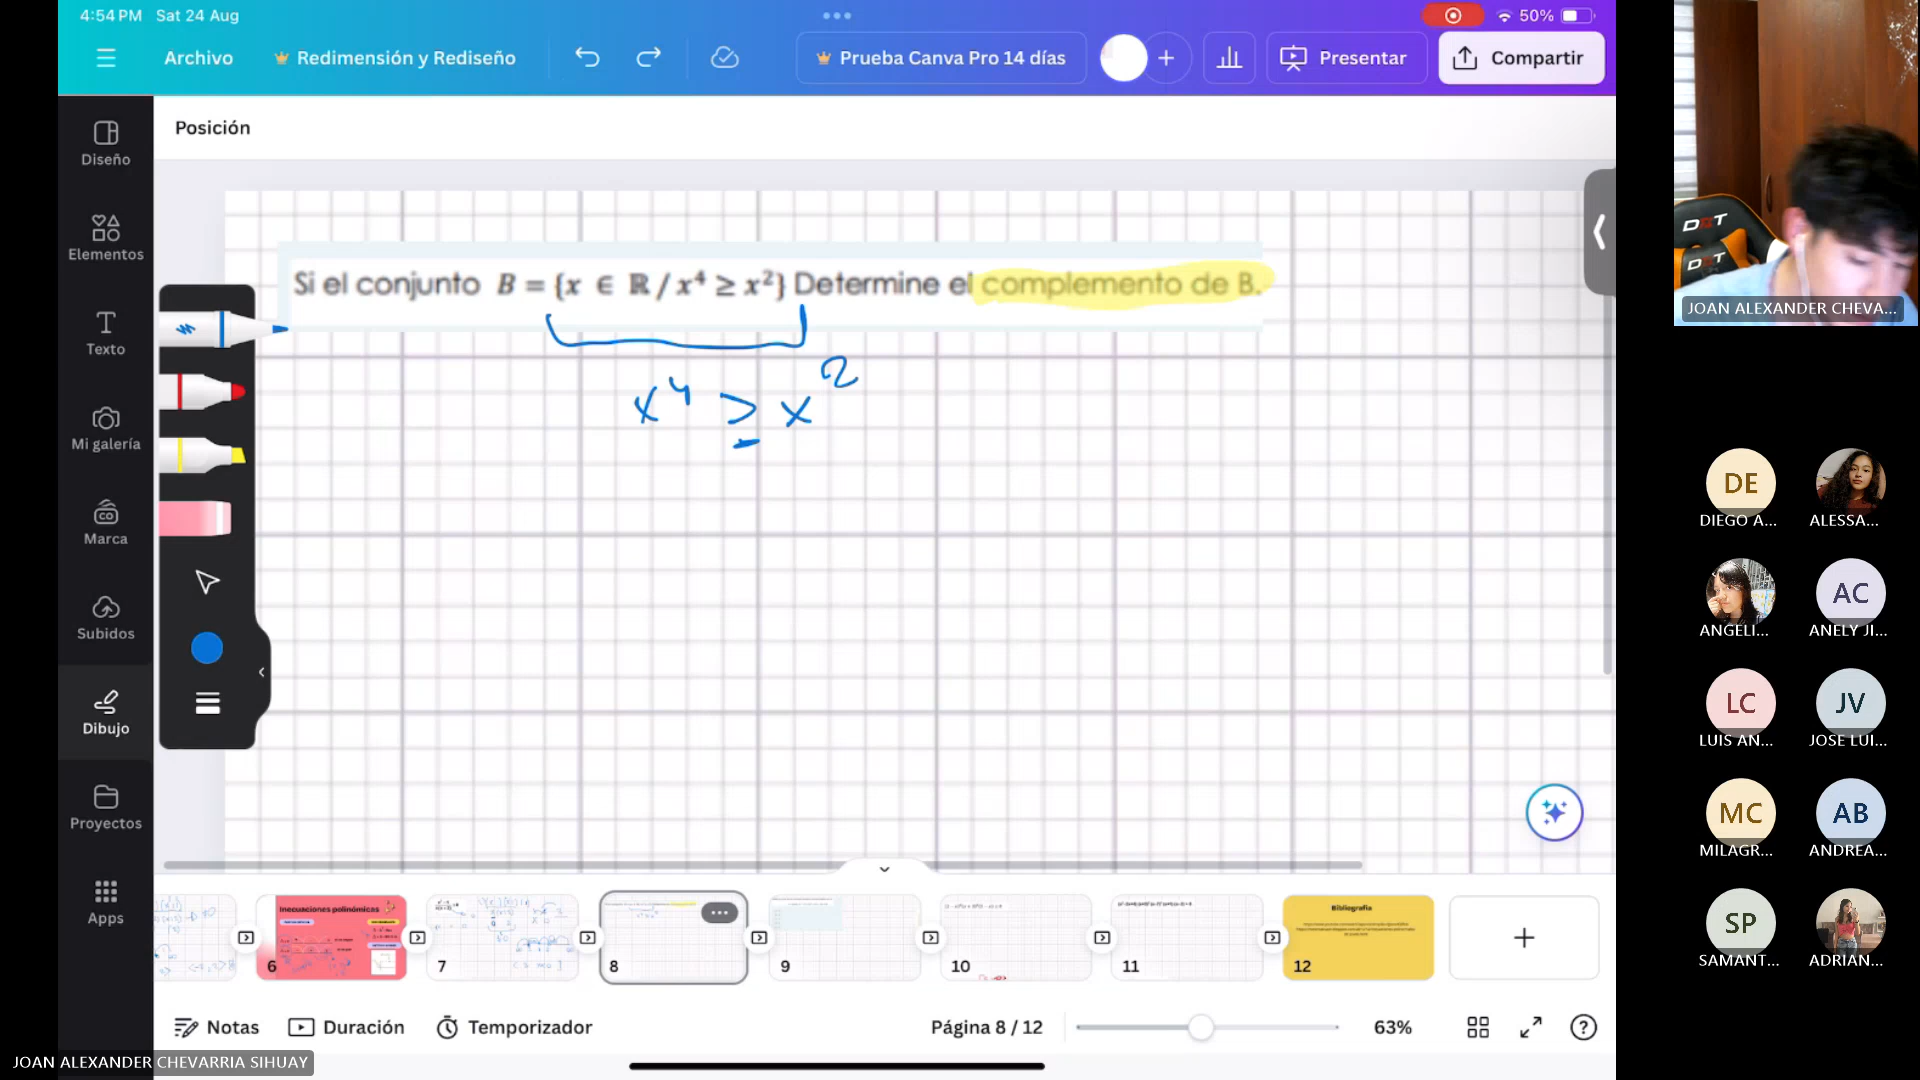 4:54 PM Sat 24 Aug
50%
Archivo
Redimensión y Rediseño
Prueba Canva Pro 14 días
Presentar
Compartir
Posición
Diseño
Elementos
Texto
Mi galería
Marca
Subidos
Dibujo
Proyectos
Apps
Si el conjunto B = {x ∈ ℝ / x⁴ ≥ x²} Determine el complemento de B.
x⁴ ≥ x²
DRT
DRT
JOAN ALEXANDER CHEVA...
DE
DIEGO A...
ALESSA...
ANGELI...
AC
ANELY JI...
LC
LUIS AN...
JV
JOSE LUI...
MC
MILAGR...
AB
ANDREA...
SP
SAMANT...
ADRIAN...
Inecuaciones polinómicas
6
7
8
9
10
11
Bibliografía
12
Notas
Duración
Temporizador
Página 8 / 12
63%
JOAN ALEXANDER CHEVARRIA SIHUAY